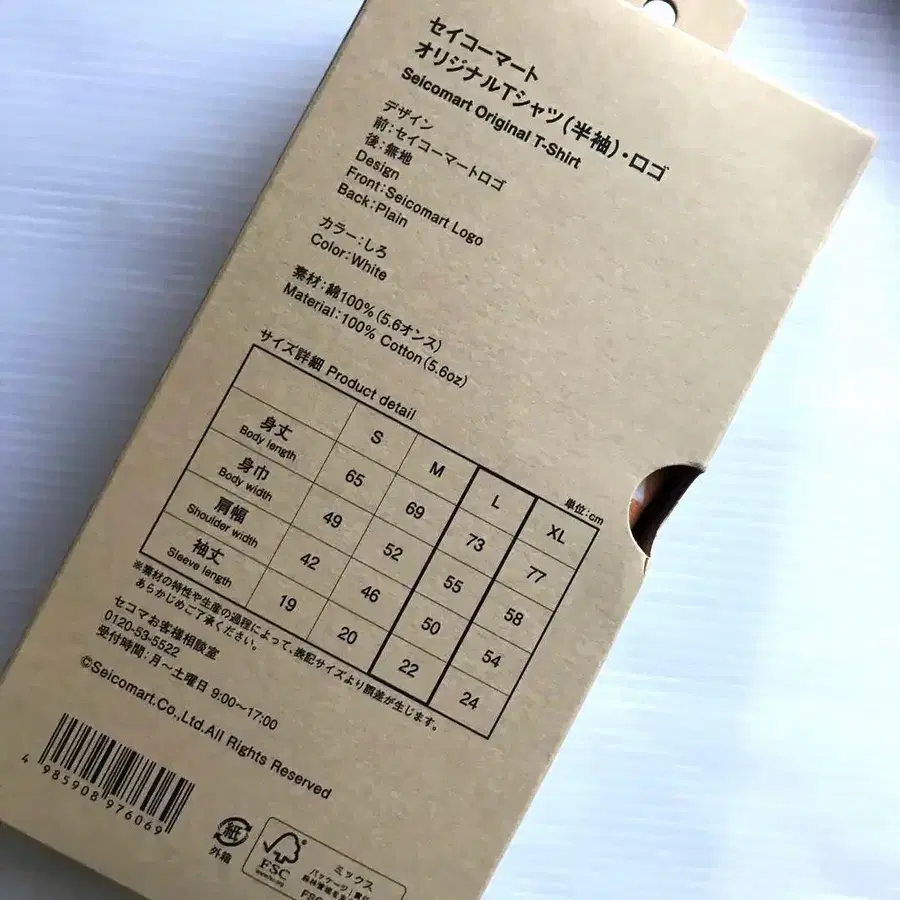 セイコーマート
オリジナルTシャツ(半袖)・ロゴ
Seicomart Original T-Shirt
デザイン
前:セイコーマートロゴ
後:無地
Design
Front:Seicomart Logo
Back:Plain
カラー:しろ
Color:White
素材:綿100%(5.6オンス)
Material:100% Cotton(5.6oz)
サイズ詳細 Product detail
単位:cm
S M L XL
身丈 65 69 73 77
Body length
身巾 49 52 55 58
Body width
肩幅 42 46 50 54
Shoulder width
袖丈 19 20 22 24
Sleeve length
※素材の特性や生産の過程によって、表記サイズより誤差が生じます。
あらかじめご了承ください。
セコマお客様相談室
0120-53-5522
受付時間:月〜土曜日 9:00〜17:00
©Seicomart.Co.,Ltd.All Rights Reserved
4 985908 976069
紙
外箱
FSC
www.fsc.org
ミックス